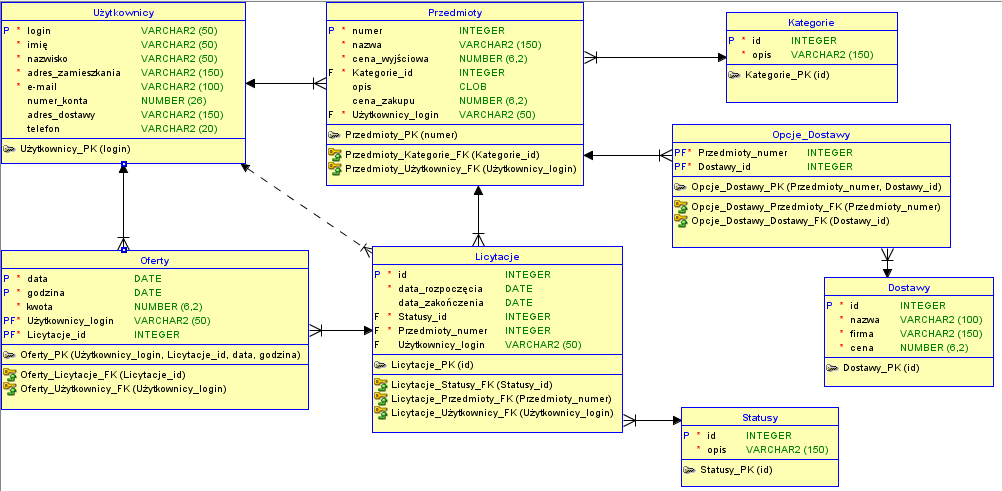 Użytkownicy
P * login VARCHAR2 (50)
* imię VARCHAR2 (50)
* nazwisko VARCHAR2 (50)
* adres_zamieszkania VARCHAR2 (150)
* e-mail VARCHAR2 (100)
numer_konta NUMBER (26)
adres_dostawy VARCHAR2 (150)
telefon VARCHAR2 (20)
Użytkownicy_PK (login)
Przedmioty
P * numer INTEGER
* nazwa VARCHAR2 (150)
* cena_wyjściowa NUMBER (6,2)
F * Kategorie_id INTEGER
opis CLOB
cena_zakupu NUMBER (6,2)
F * Użytkownicy_login VARCHAR2 (50)
Przedmioty_PK (numer)
Przedmioty_Kategorie_FK (Kategorie_id)
Przedmioty_Użytkownicy_FK (Użytkownicy_login)
Kategorie
P * id INTEGER
* opis VARCHAR2 (150)
Kategorie_PK (id)
Opcje_Dostawy
PF* Przedmioty_numer INTEGER
PF* Dostawy_id INTEGER
Opcje_Dostawy_PK (Przedmioty_numer, Dostawy_id)
Opcje_Dostawy_Przedmioty_FK (Przedmioty_numer)
Opcje_Dostawy_Dostawy_FK (Dostawy_id)
Oferty
P * data DATE
P * godzina DATE
* kwota NUMBER (6,2)
PF* Użytkownicy_login VARCHAR2 (50)
PF* Licytacje_id INTEGER
Oferty_PK (Użytkownicy_login, Licytacje_id, data, godzina)
Oferty_Licytacje_FK (Licytacje_id)
Oferty_Użytkownicy_FK (Użytkownicy_login)
Licytacje
P * id INTEGER
* data_rozpoczęcia DATE
data_zakończenia DATE
F * Statusy_id INTEGER
F * Przedmioty_numer INTEGER
F Użytkownicy_login VARCHAR2 (50)
Licytacje_PK (id)
Licytacje_Statusy_FK (Statusy_id)
Licytacje_Przedmioty_FK (Przedmioty_numer)
Licytacje_Użytkownicy_FK (Użytkownicy_login)
Dostawy
P * id INTEGER
* nazwa VARCHAR2 (100)
* firma VARCHAR2 (150)
* cena NUMBER (6,2)
Dostawy_PK (id)
Statusy
P * id INTEGER
* opis VARCHAR2 (150)
Statusy_PK (id)